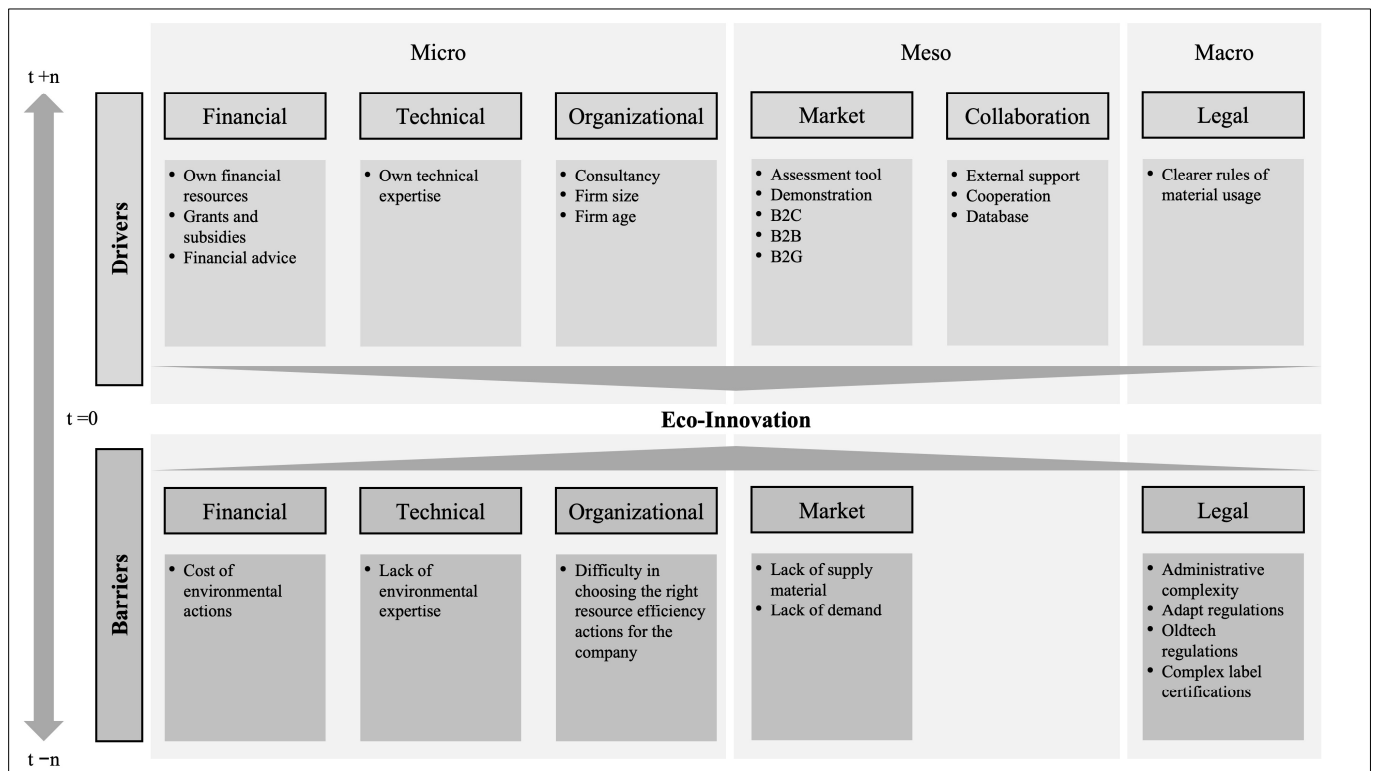 Micro
Meso
Macro
t +n
Drivers
Financial
Technical
Organizational
Market
Collaboration
Legal
• Own financial
resources
• Grants and
subsidies
• Financial advice
• Own technical
expertise
• Consultancy
• Firm size
• Firm age
• Assessment tool
• Demonstration
• B2C
• B2B
• B2G
• External support
• Cooperation
• Database
• Clearer rules of
material usage
t =0
Eco-Innovation
Barriers
Financial
Technical
Organizational
Market
Legal
• Cost of
environmental
actions
• Lack of
environmental
expertise
• Difficulty in
choosing the right
resource efficiency
actions for the
company
• Lack of supply
material
• Lack of demand
• Administrative
complexity
• Adapt regulations
• Oldtech
regulations
• Complex label
certifications
t −n